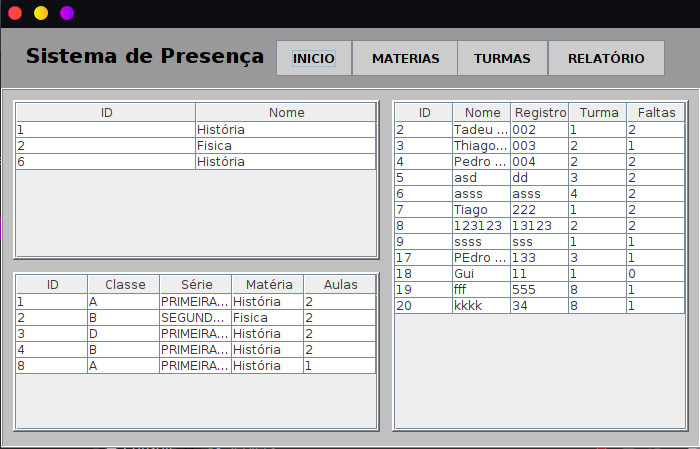 Sistema de Presença INICIO MATERIAS TURMAS RELATÓRIO
ID Nome
1 História
2 Fisica
6 História
ID Classe Série Matéria Aulas
1 A PRIMEIRA... História 2
2 B SEGUND... Fisica 2
3 D PRIMEIRA... História 2
4 B PRIMEIRA... História 2
8 A PRIMEIRA... História 1
ID Nome Registro Turma Faltas
2 Tadeu ... 002 1 2
3 Thiago... 003 2 1
4 Pedro ... 004 2 2
5 asd dd 3 2
6 asss asss 4 2
7 Tiago 222 1 2
8 123123 13123 2 2
9 ssss sss 1 1
17 PEdro ... 133 3 1
18 Gui 11 1 0
19 fff 555 8 1
20 kkkk 34 8 1